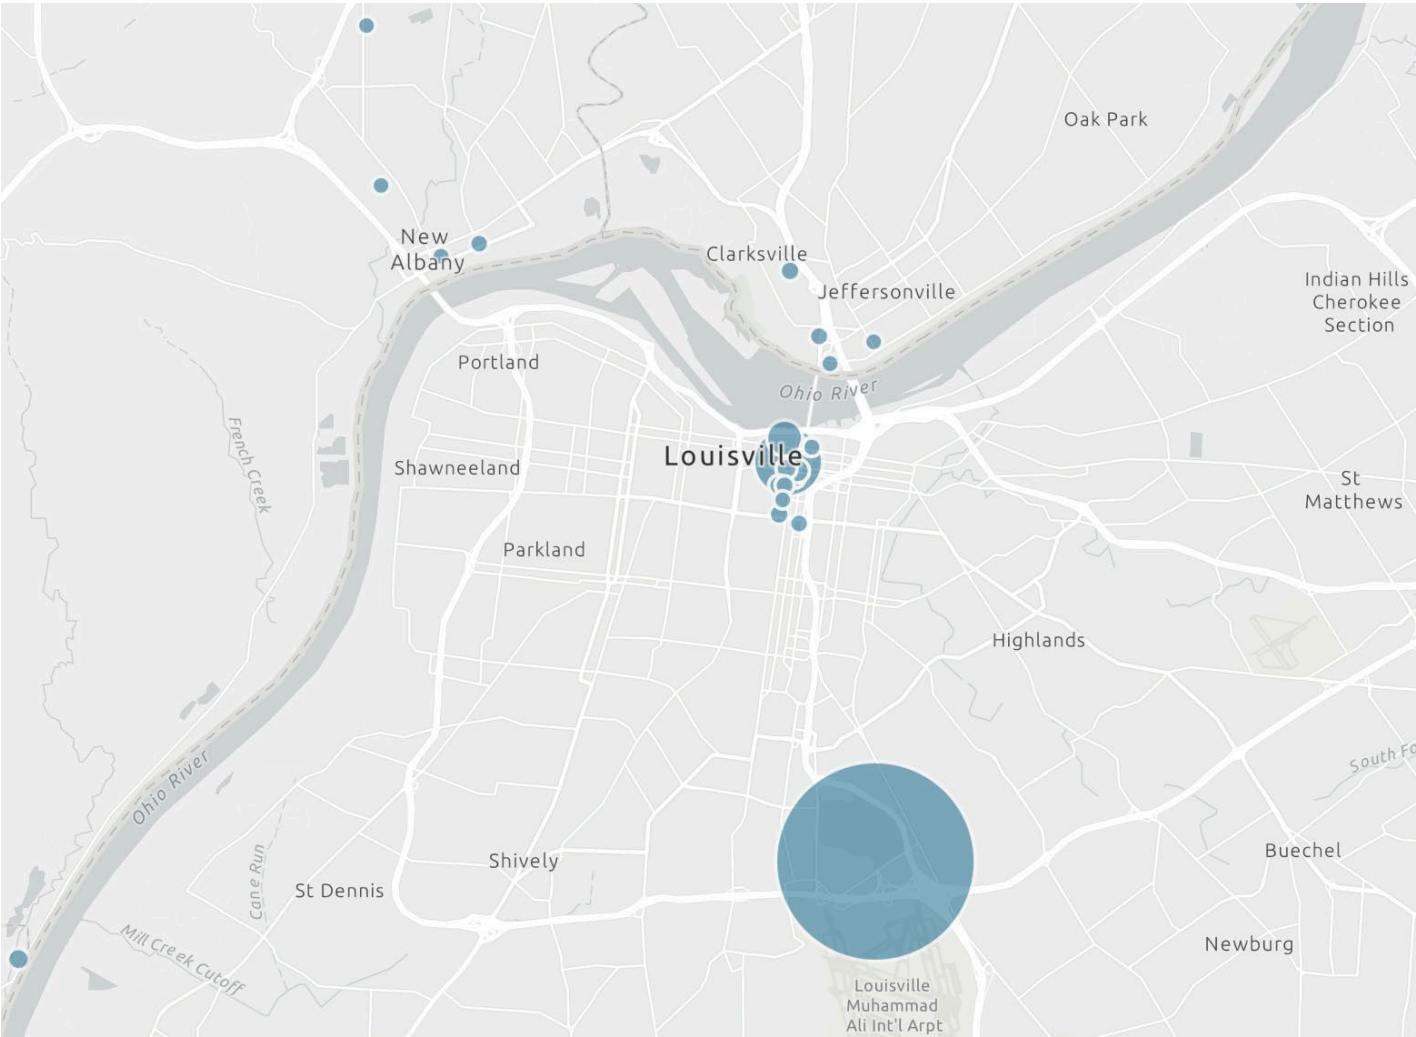 Oak Park
New
Albany
Clarksville
Jeffersonville
Indian Hills
Cherokee
Section
Portland
Ohio River
French Creek
Louisville
Shawneeland
St
Matthews
Parkland
Highlands
Ohio River
South Fo
Shively
Buechel
St Dennis
Cane Run
Mill Creek Cutoff
Newburg
Louisville
Muhammad
Ali Int'l Arpt